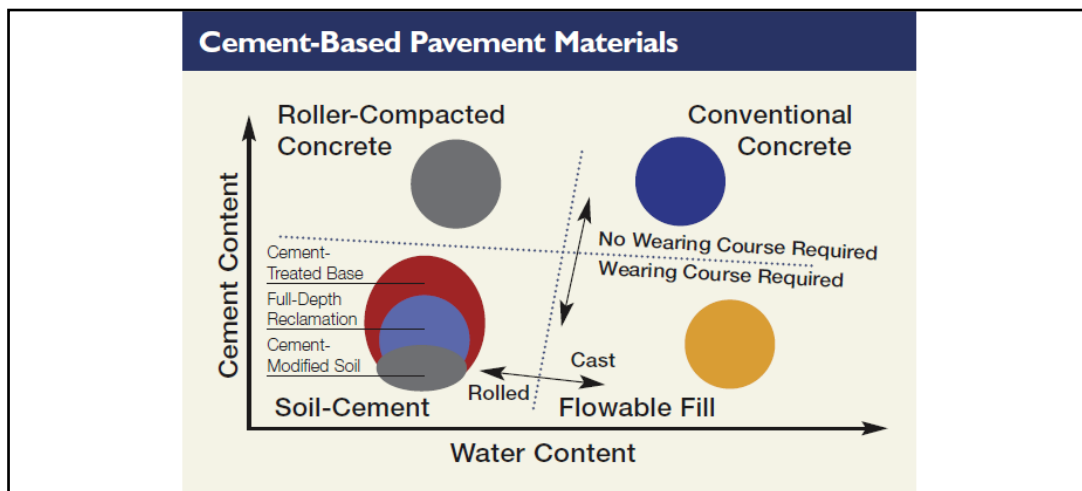 Cement-Based Pavement Materials
Roller-Compacted
Concrete
Conventional
Concrete
Cement Content
No Wearing Course Required
Wearing Course Required
Cement-
Treated Base
Full-Depth
Reclamation
Cement-
Modified Soil
Cast
Rolled
Soil-Cement
Flowable Fill
Water Content